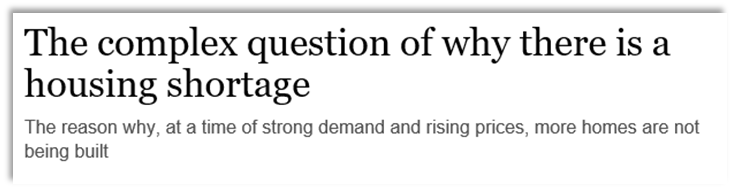 The complex question of why there is a
housing shortage
The reason why, at a time of strong demand and rising prices, more homes are not
being built